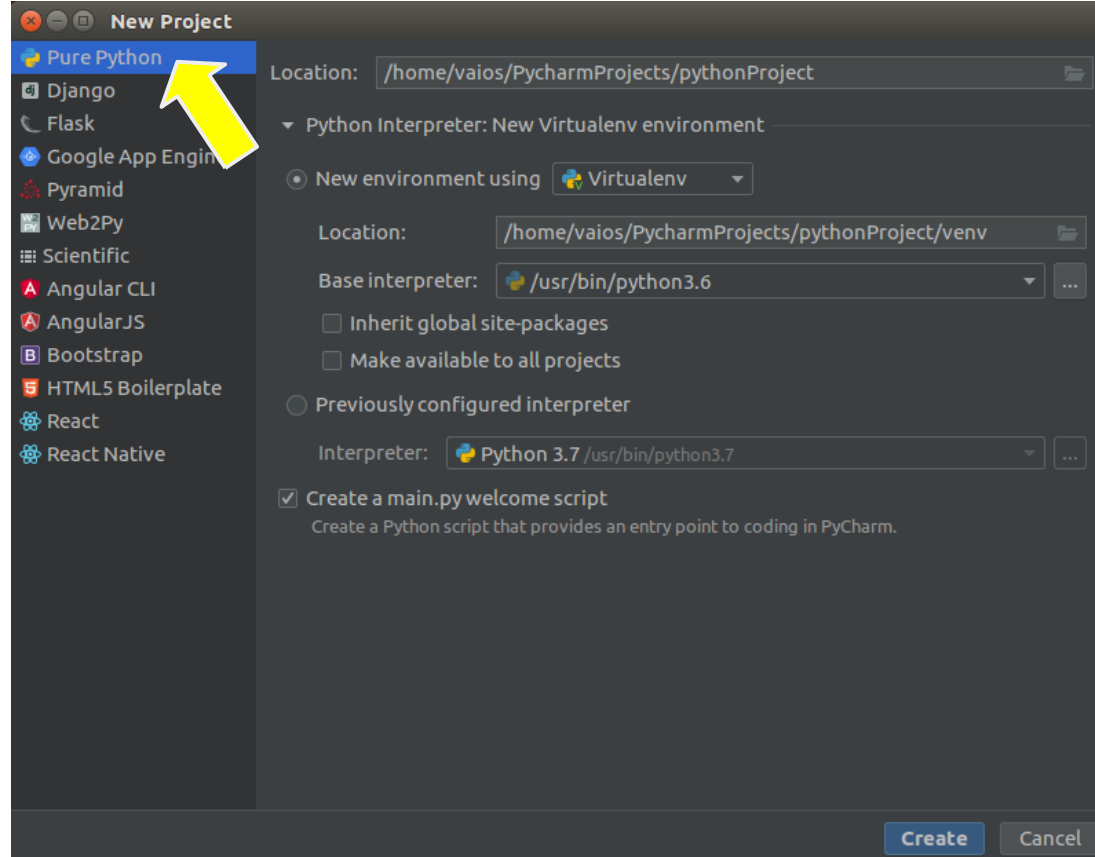 New Project
Pure Python
Django
Flask
Google App Engin
Pyramid
Web2Py
Scientific
Angular CLI
AngularJS
Bootstrap
HTML5 Boilerplate
React
React Native
Location: /home/vaios/PycharmProjects/pythonProject
Python Interpreter: New Virtualenv environment
New environment using Virtualenv
Location: /home/vaios/PycharmProjects/pythonProject/venv
Base interpreter: /usr/bin/python3.6 ...
Inherit global site-packages
Make available to all projects
Previously configured interpreter
Interpreter: Python 3.7 /usr/bin/python3.7 ...
Create a main.py welcome script
Create a Python script that provides an entry point to coding in PyCharm.
Create Cancel